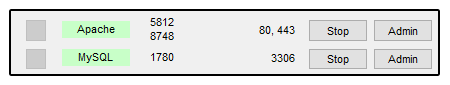 Apache 5812 8748 80, 443 Stop Admin
MySQL 1780 3306 Stop Admin